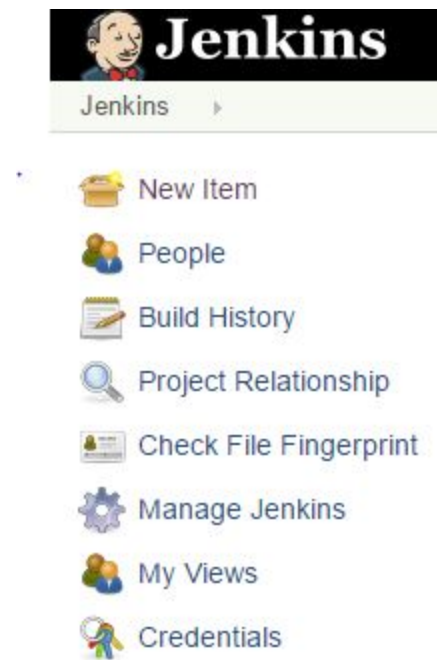 Jenkins
Jenkins
New Item
People
Build History
Project Relationship
Check File Fingerprint
Manage Jenkins
My Views
Credentials